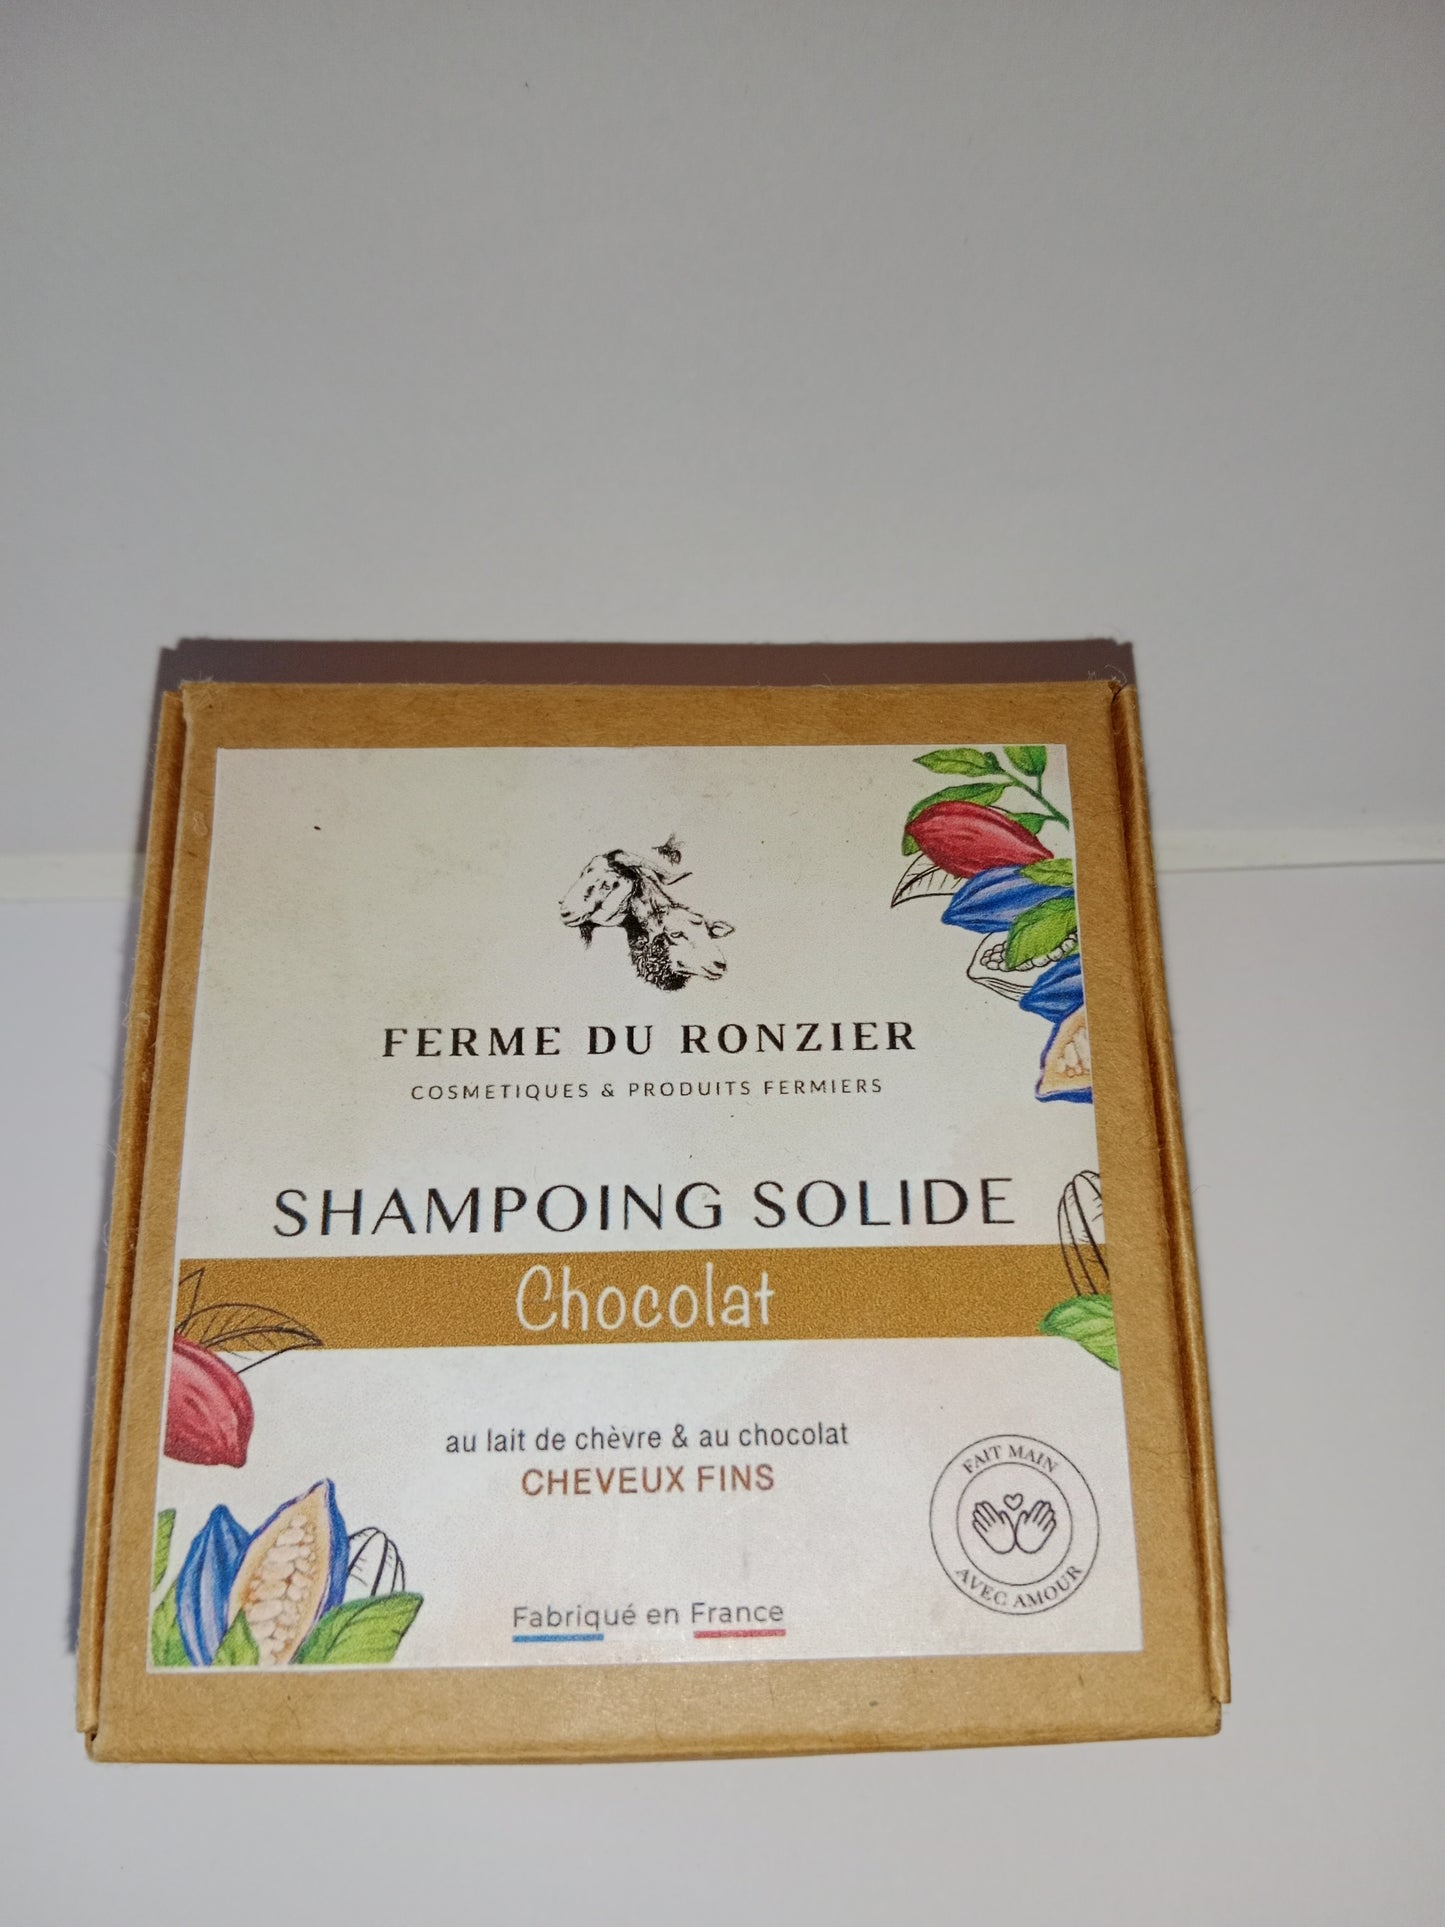 FERME DU RONZIER
COSMETIQUES & PRODUITS FERMIERS
SHAMPOING SOLIDE
Chocolat
au lait de chèvre & au chocolat
CHEVEUX FINS
FAIT MAIN
AVEC AMOUR
Fabriqué en France